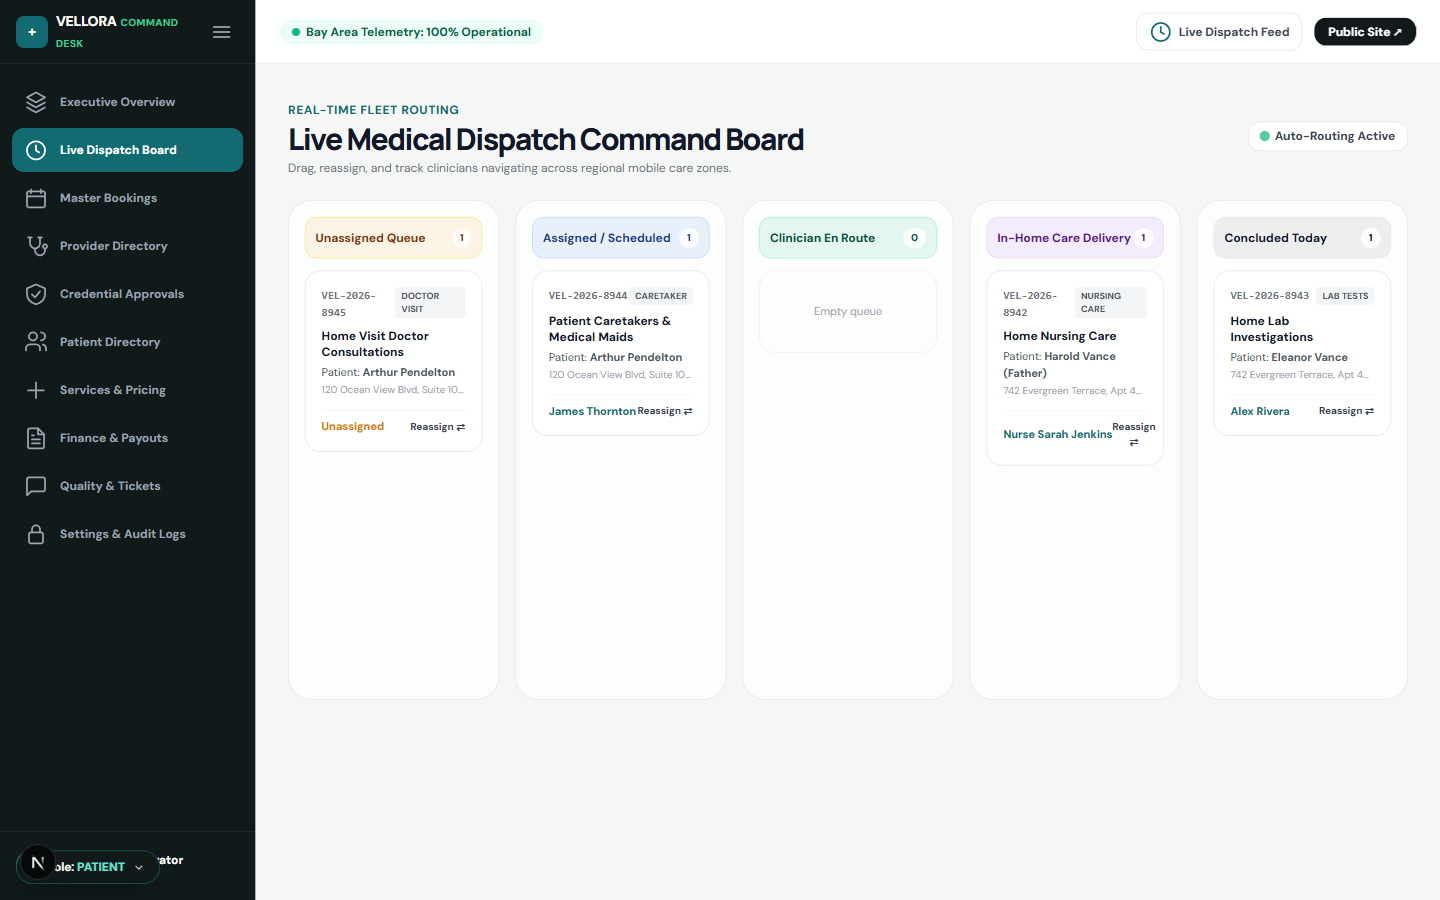 VELLORA COMMAND
DESK
Executive Overview
Live Dispatch Board
Master Bookings
Provider Directory
Credential Approvals
Patient Directory
Services & Pricing
Finance & Payouts
Quality & Tickets
Settings & Audit Logs
N
ole: PATIENT
rator
Bay Area Telemetry: 100% Operational
Live Dispatch Feed
Public Site ↗
REAL-TIME FLEET ROUTING
Live Medical Dispatch Command Board
Drag, reassign, and track clinicians navigating across regional mobile care zones.
Auto-Routing Active
Unassigned Queue 1
VEL-2026-
8945
DOCTOR
VISIT
Home Visit Doctor
Consultations
Patient: Arthur Pendelton
120 Ocean View Blvd, Suite 10...
Unassigned Reassign ⇄
Assigned / Scheduled 1
VEL-2026-8944 CARETAKER
Patient Caretakers &
Medical Maids
Patient: Arthur Pendelton
120 Ocean View Blvd, Suite 10...
James Thornton Reassign ⇄
Clinician En Route 0
Empty queue
In-Home Care Delivery 1
VEL-2026-
8942
NURSING
CARE
Home Nursing Care
Patient: Harold Vance
(Father)
742 Evergreen Terrace, Apt 4...
Nurse Sarah Jenkins Reassign
⇄
Concluded Today 1
VEL-2026-8943 LAB TESTS
Home Lab
Investigations
Patient: Eleanor Vance
742 Evergreen Terrace, Apt 4...
Alex Rivera Reassign ⇄